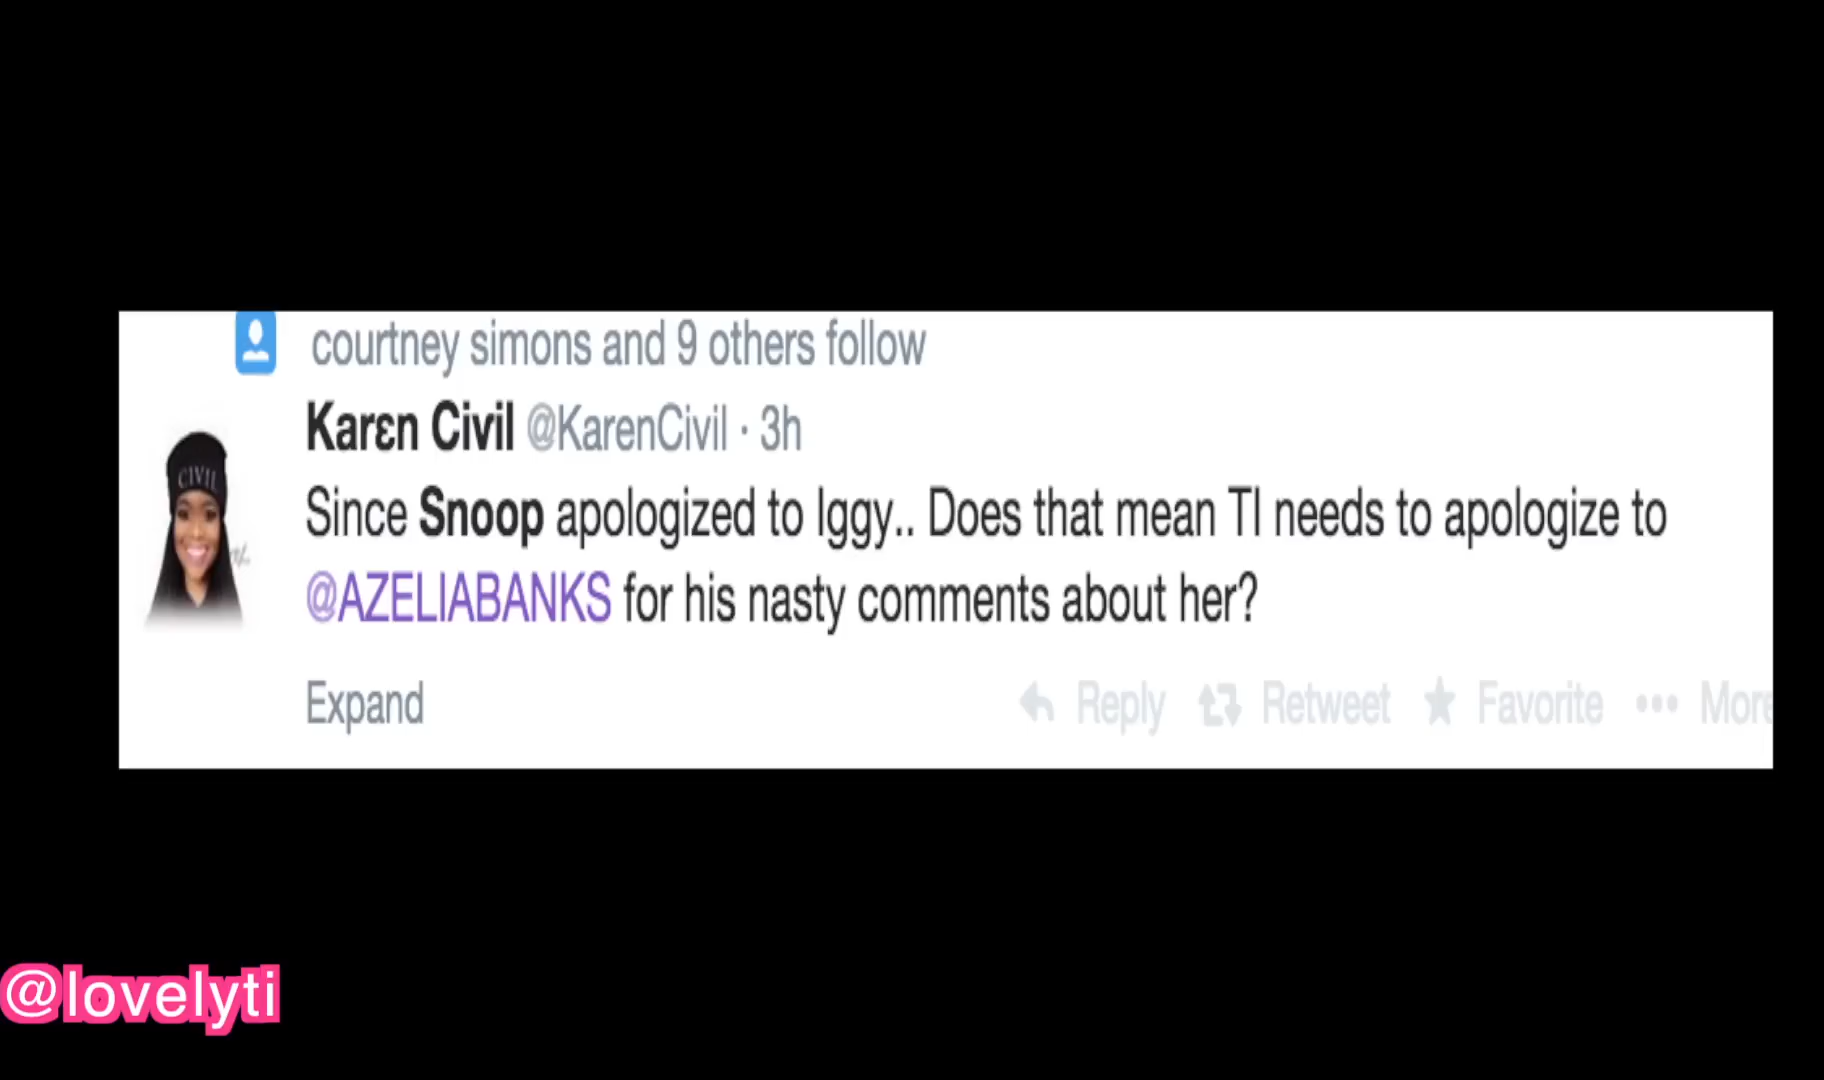 courtney simons and 9 others follow
Karεn Civil @KarenCivil · 3h
CIVIL
Since Snoop apologized to Iggy.. Does that mean TI needs to apologize to
@AZELIABANKS for his nasty comments about her?
Expand Reply Retweet Favorite ••• More
@lovelyti